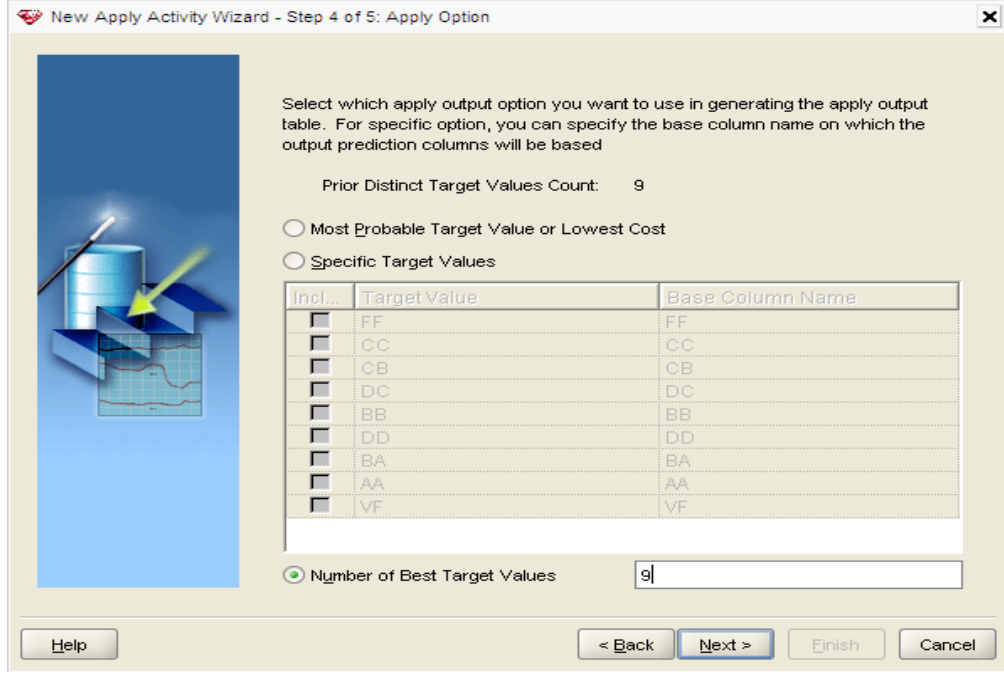 New Apply Activity Wizard - Step 4 of 5: Apply Option
Select which apply output option you want to use in generating the apply output
table. For specific option, you can specify the base column name on which the
output prediction columns will be based
Prior Distinct Target Values Count: 9
Most Probable Target Value or Lowest Cost
Specific Target Values
Incl... Target Value Base Column Name
FF FF
CC CC
CB CB
DC DC
BB BB
DD DD
BA BA
AA AA
VF VF
Number of Best Target Values 9
Help < Back Next > Finish Cancel